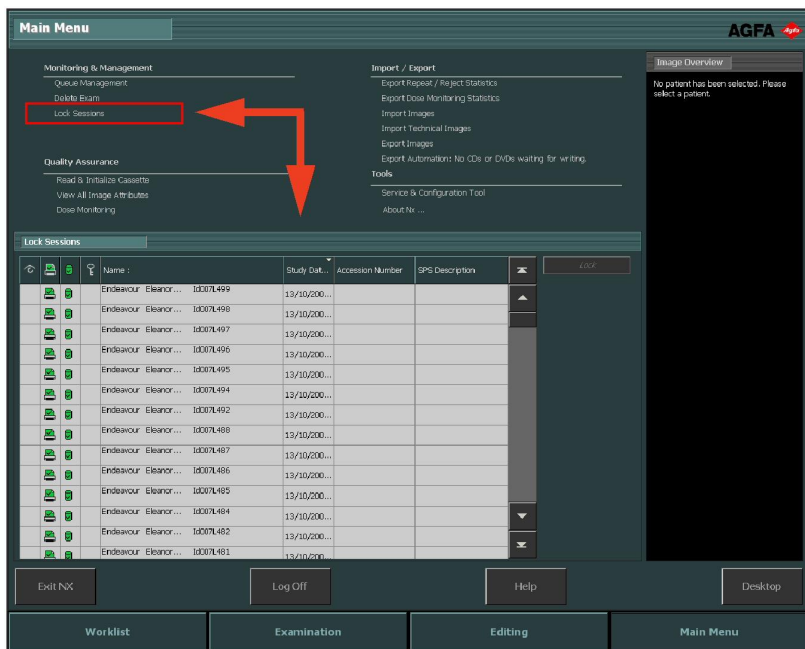 Main Menu
AGFA
Agfa
Monitoring & Management
Queue Management
Delete Exam
Lock Sessions
Quality Assurance
Read & Initialize Cassette
View All Image Attributes
Dose Monitoring
Import / Export
Export Repeat / Reject Statistics
Export Dose Monitoring Statistics
Import Images
Import Technical Images
Export Images
Export Automation: No CDs or DVDs waiting for writing.
Tools
Service & Configuration Tool
About Nx ...
Image Overview
No patient has been selected. Please
select a patient.
Lock Sessions
Name : Study Dat... Accession Number SPS Description
Lock
Endeavour Eleanor... Id007L499 13/10/200...
Endeavour Eleanor... Id007L498 13/10/200...
Endeavour Eleanor... Id007L497 13/10/200...
Endeavour Eleanor... Id007L496 13/10/200...
Endeavour Eleanor... Id007L495 13/10/200...
Endeavour Eleanor... Id007L494 13/10/200...
Endeavour Eleanor... Id007L492 13/10/200...
Endeavour Eleanor... Id007L488 13/10/200...
Endeavour Eleanor... Id007L487 13/10/200...
Endeavour Eleanor... Id007L486 13/10/200...
Endeavour Eleanor... Id007L485 13/10/200...
Endeavour Eleanor... Id007L484 13/10/200...
Endeavour Eleanor... Id007L482 13/10/200...
Endeavour Eleanor... Id007L481 13/10/200...
Exit NX Log Off Help Desktop
Worklist Examination Editing Main Menu